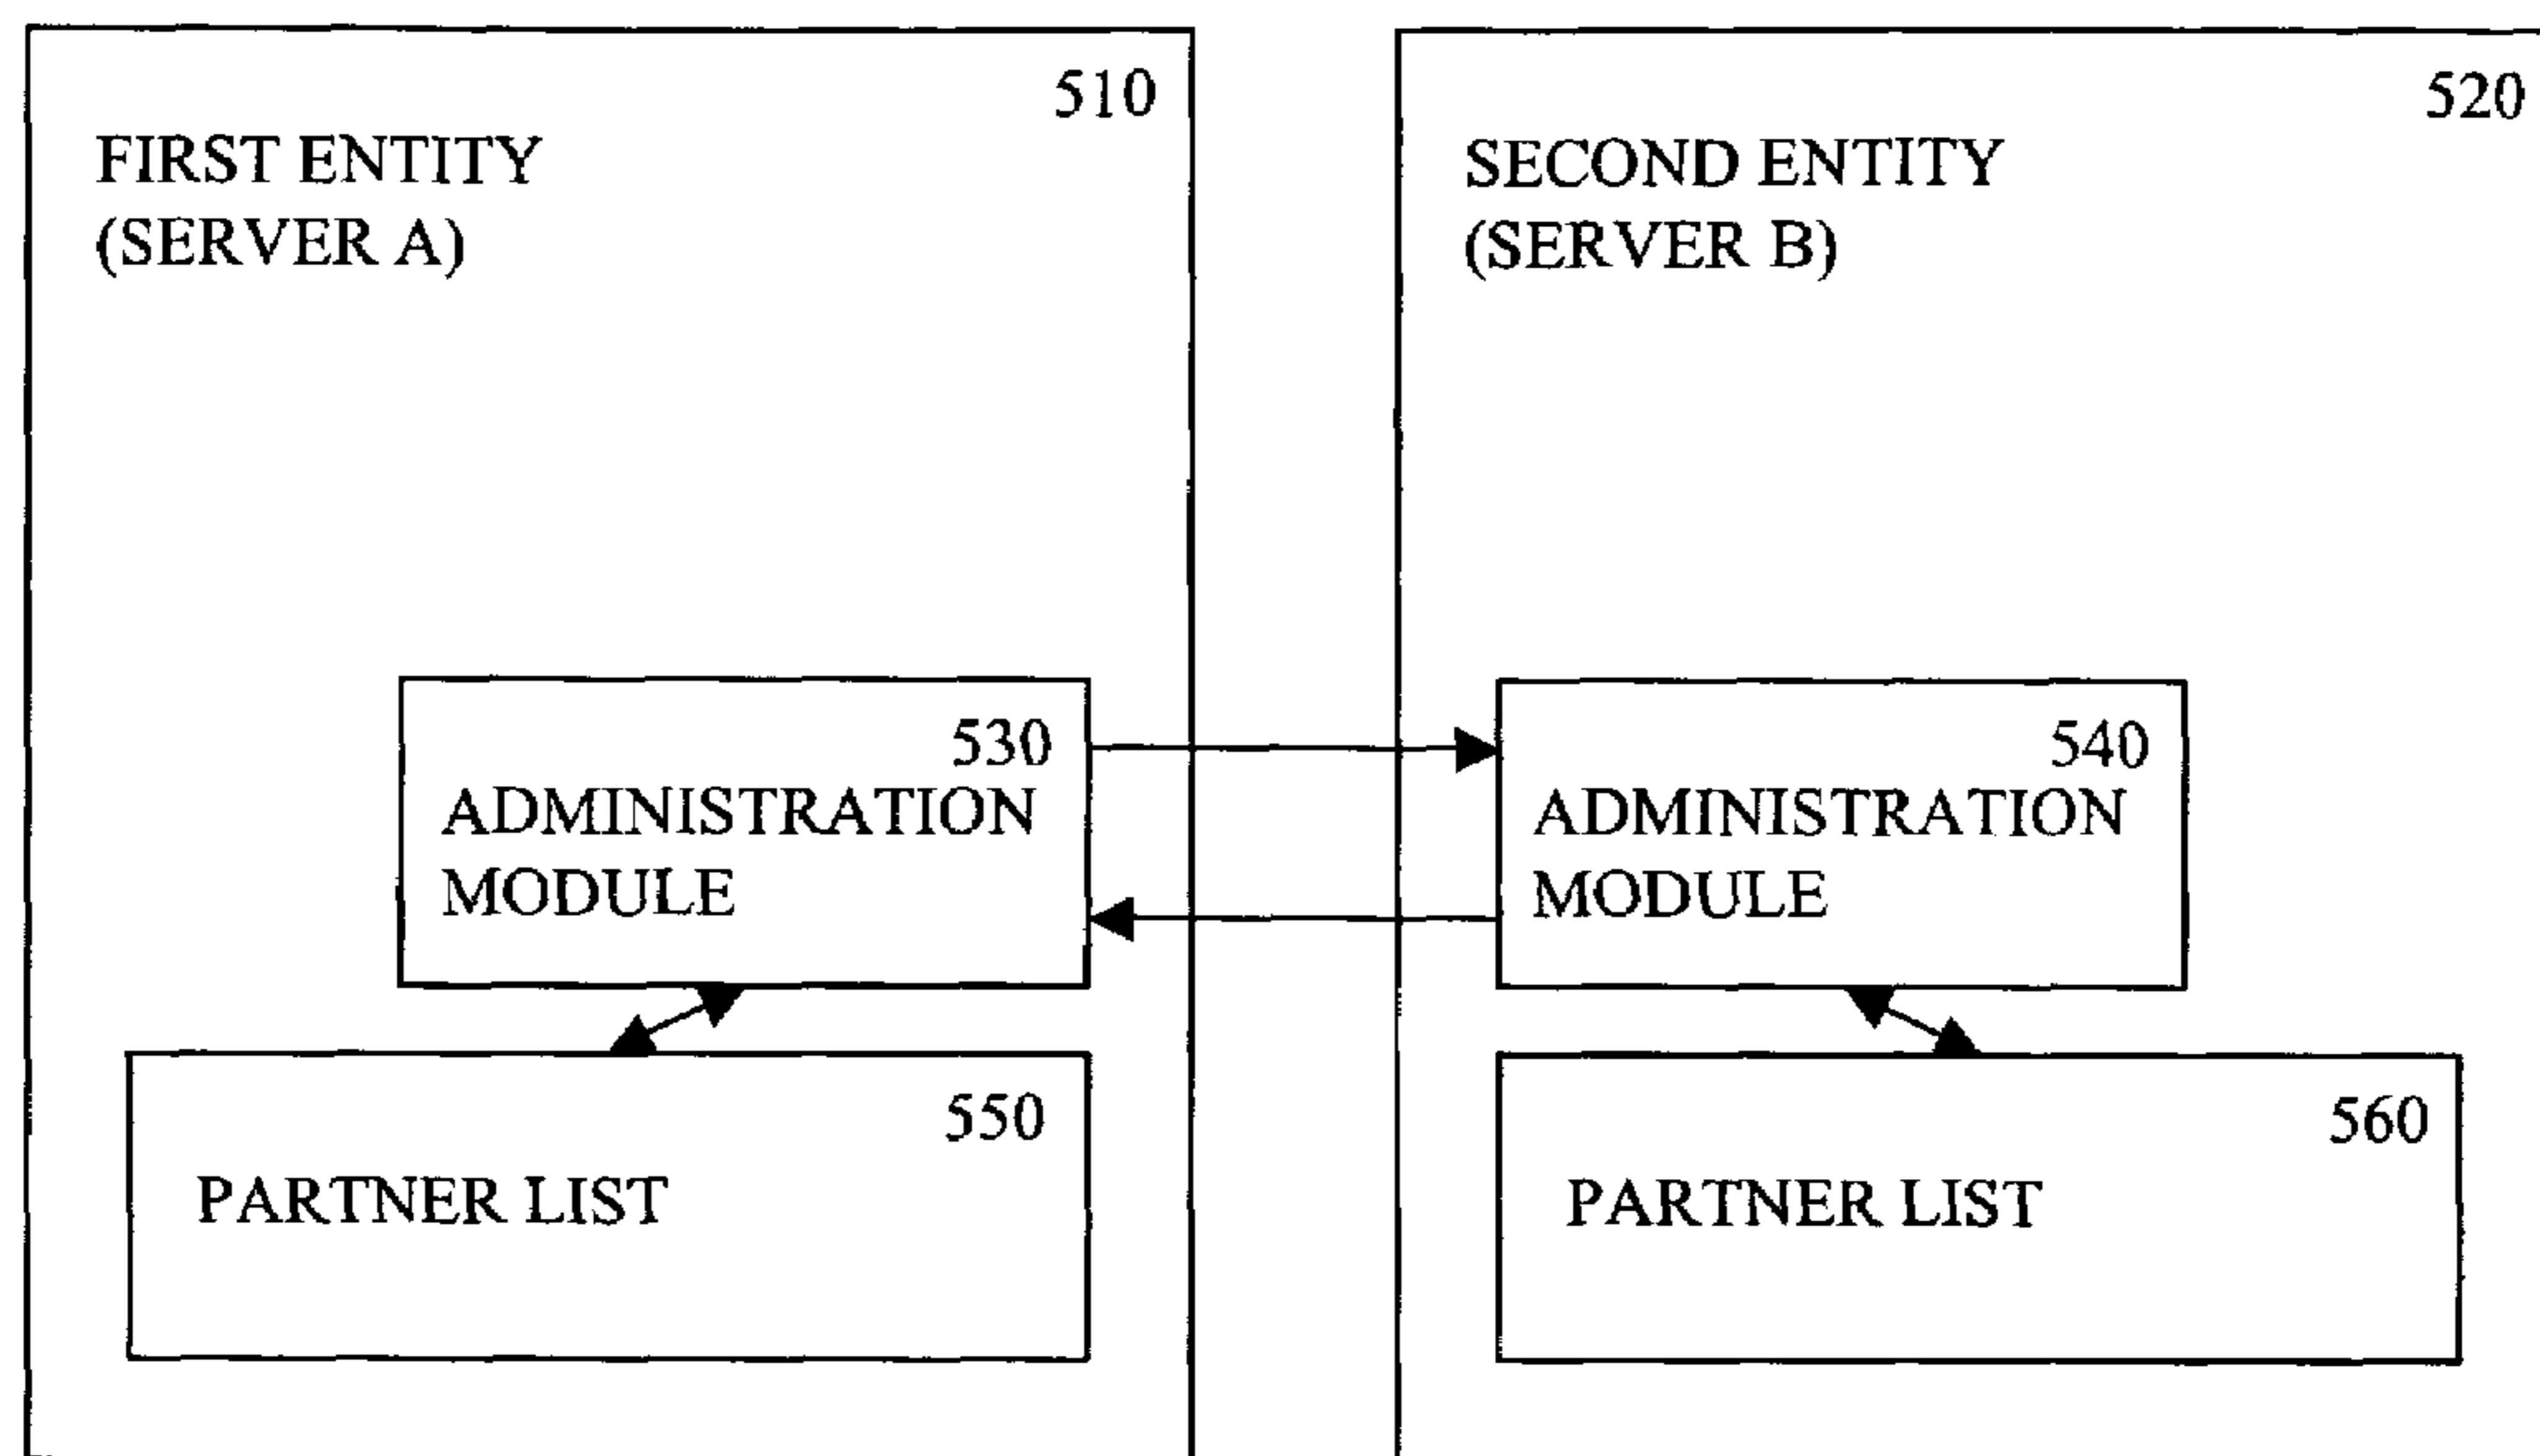 510
FIRST ENTITY
(SERVER A)
530
ADMINISTRATION
MODULE
550
PARTNER LIST
520
SECOND ENTITY
(SERVER B)
540
ADMINISTRATION
MODULE
560
PARTNER LIST